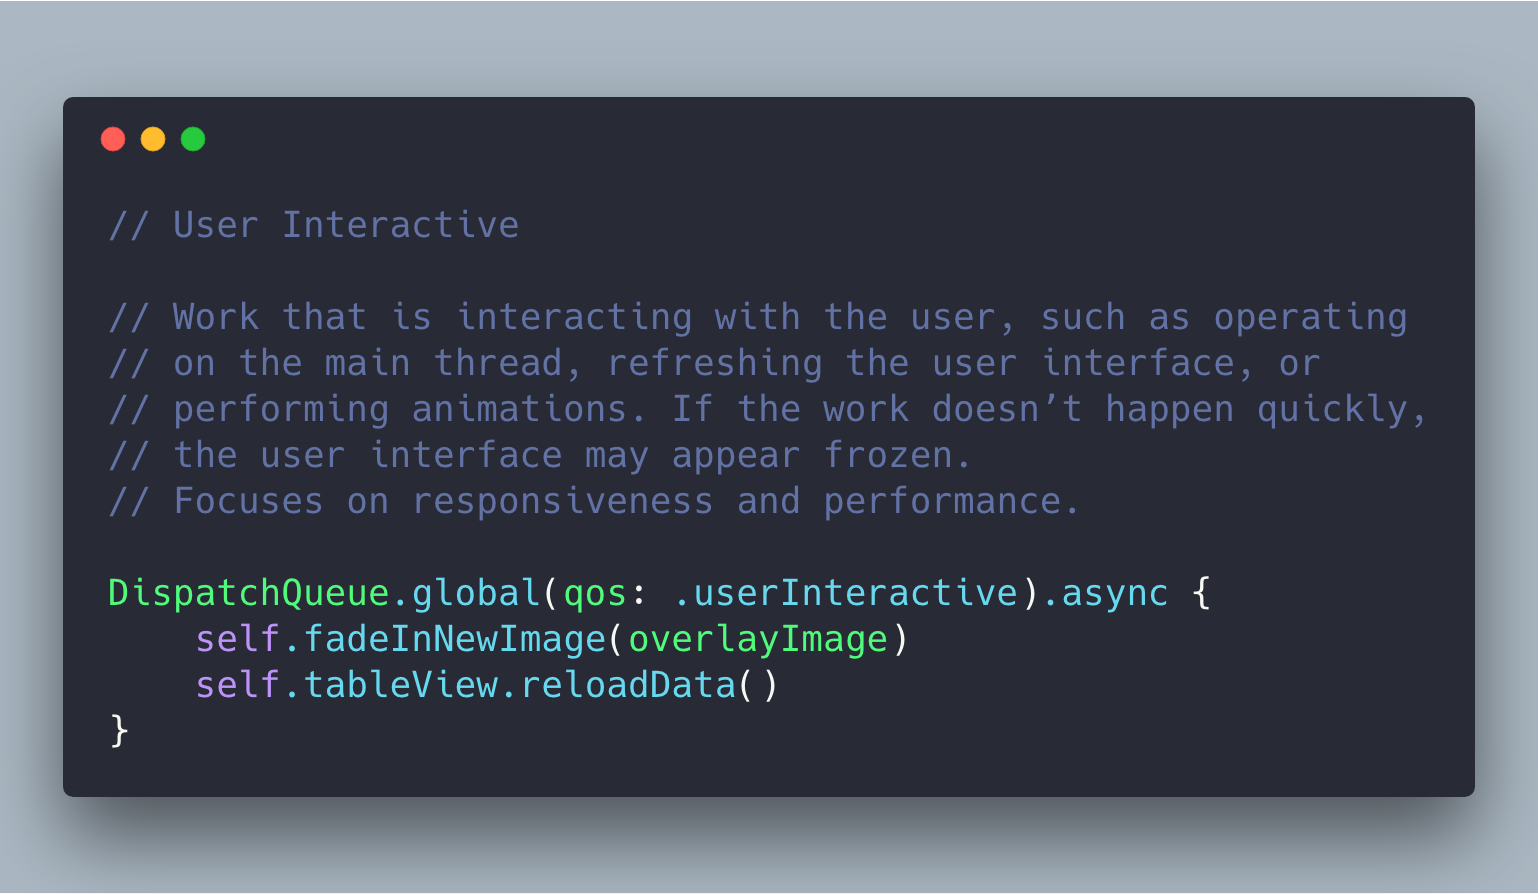 // User Interactive
// Work that is interacting with the user, such as operating
// on the main thread, refreshing the user interface, or
// performing animations. If the work doesn’t happen quickly,
// the user interface may appear frozen.
// Focuses on responsiveness and performance.
DispatchQueue.global(qos: .userInteractive).async {
    self.fadeInNewImage(overlayImage)
    self.tableView.reloadData()
}